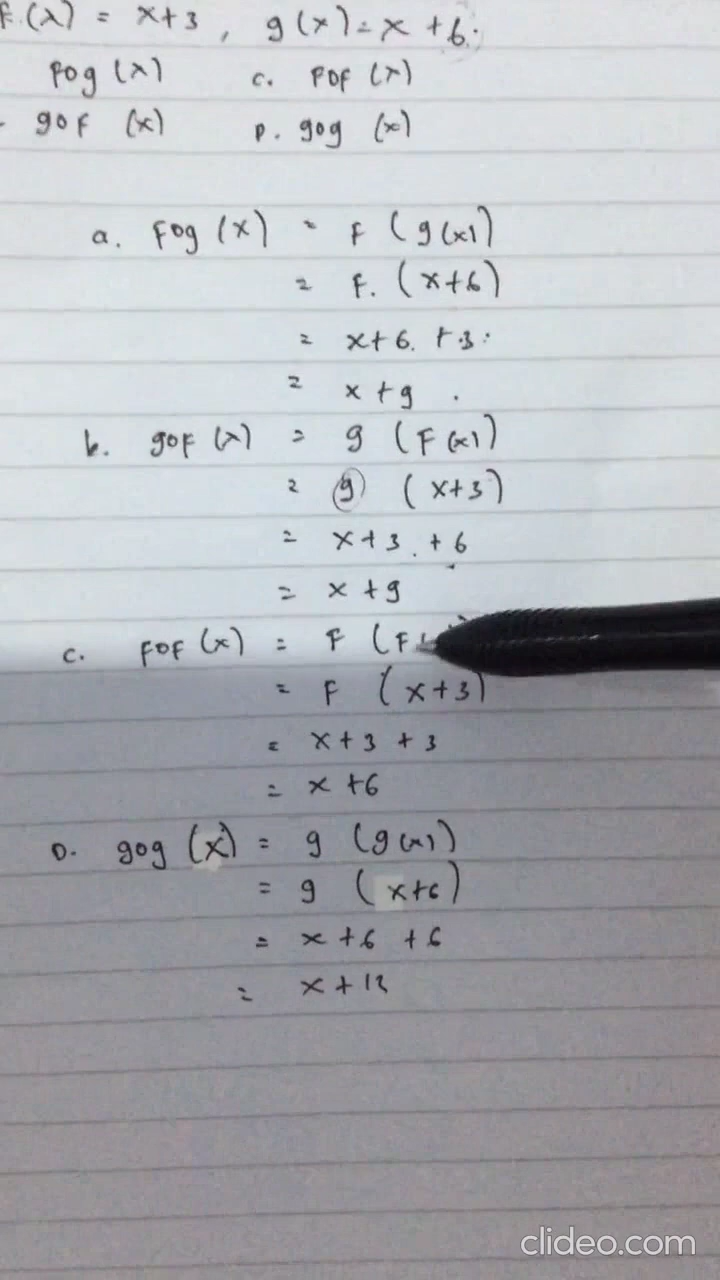 F.(x) = x+3, g(x) = x+6.
fog (x) c. FOF (x)
gof (x) D. gog (x)
a. Fog (x) = F (g(x))
= F. (x+6)
= x+6. +3.
= x+9.
b. gof (x) = g (F(x))
= g (x+3)
= x+3.+6
= x+9
c. FOF (x) = F (F(
= F (x+3)
= x+3+3
= x+6
D. gog (x) = g (g(x))
= g (x+6)
= x+6+6
= x+12
clideo.com